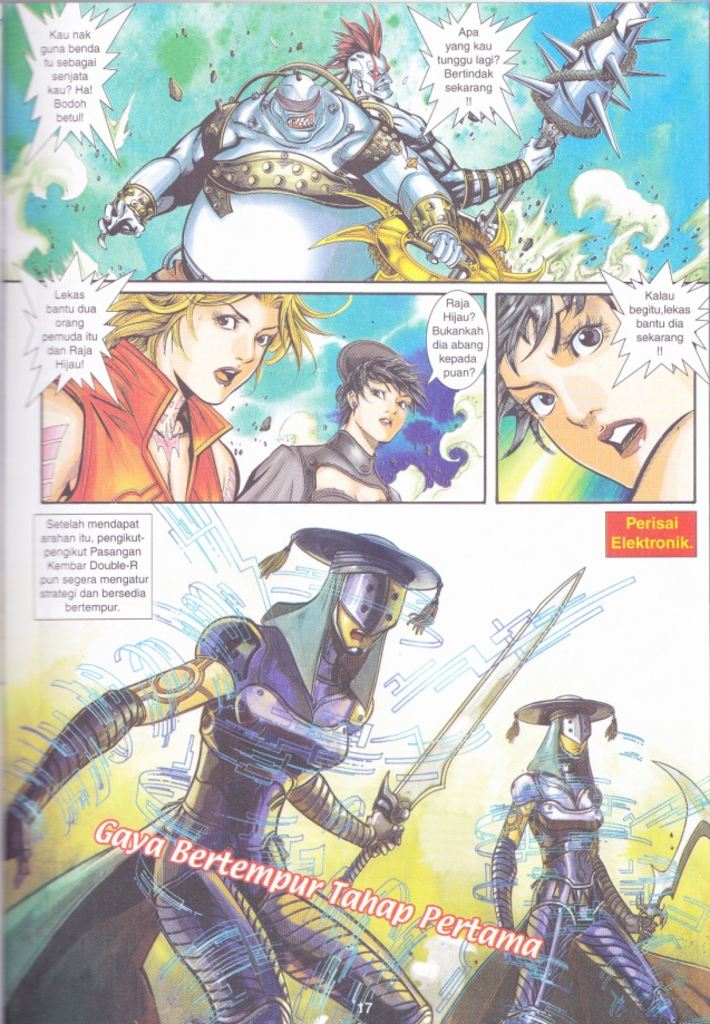 Kau nak
guna benda
tu sebagai
senjata
kau? Ha!
Bodoh
betul!
Apa
yang kau
tunggu lagi?
Bertindak
sekarang
!!
Lekas
bantu dua
orang
pemuda itu
dan Raja
Hijau!
Raja
Hijau?
Bukankah
dia abang
kepada
puan?
Kalau
begitu,lekas
bantu dia
sekarang
!!
Setelah mendapat
arahan itu, pengikut-
pengikut Pasangan
Kembar Double-R
pun segera mengatur
strategi dan bersedia
bertempur.
Perisai
Elektronik.
Gaya Bertempur Tahap Pertama
17